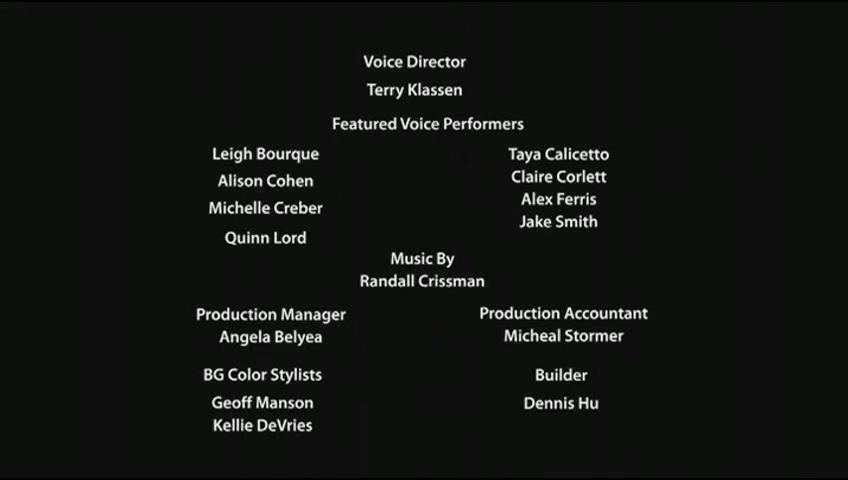 Voice Director
Terry Klassen
Featured Voice Performers
Leigh Bourque
Alison Cohen
Michelle Creber
Quinn Lord
Taya Calicetto
Claire Corlett
Alex Ferris
Jake Smith
Music By
Randall Crissman
Production Manager
Angela Belyea
Production Accountant
Micheal Stormer
BG Color Stylists
Geoff Manson
Kellie DeVries
Builder
Dennis Hu